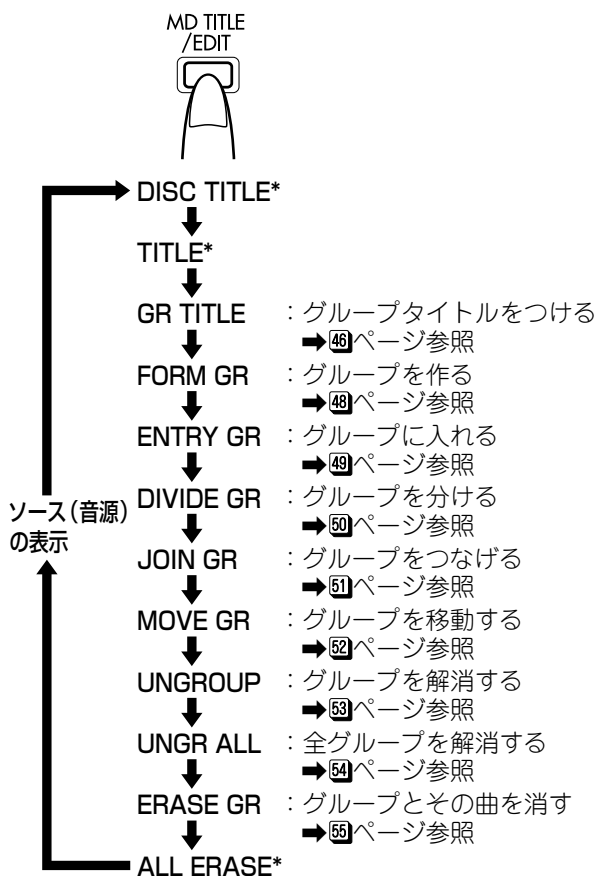 MD TITLE
/EDIT
DISC TITLE*
TITLE*
GR TITLE :グループタイトルをつける
➡46ページ参照
FORM GR :グループを作る
➡48ページ参照
ENTRY GR :グループに入れる
➡49ページ参照
DIVIDE GR :グループを分ける
➡50ページ参照
ソース(音源)
の表示
JOIN GR :グループをつなげる
➡51ページ参照
MOVE GR :グループを移動する
➡52ページ参照
UNGROUP :グループを解消する
➡53ページ参照
UNGR ALL :全グループを解消する
➡54ページ参照
ERASE GR :グループとその曲を消す
➡55ページ参照
ALL ERASE*